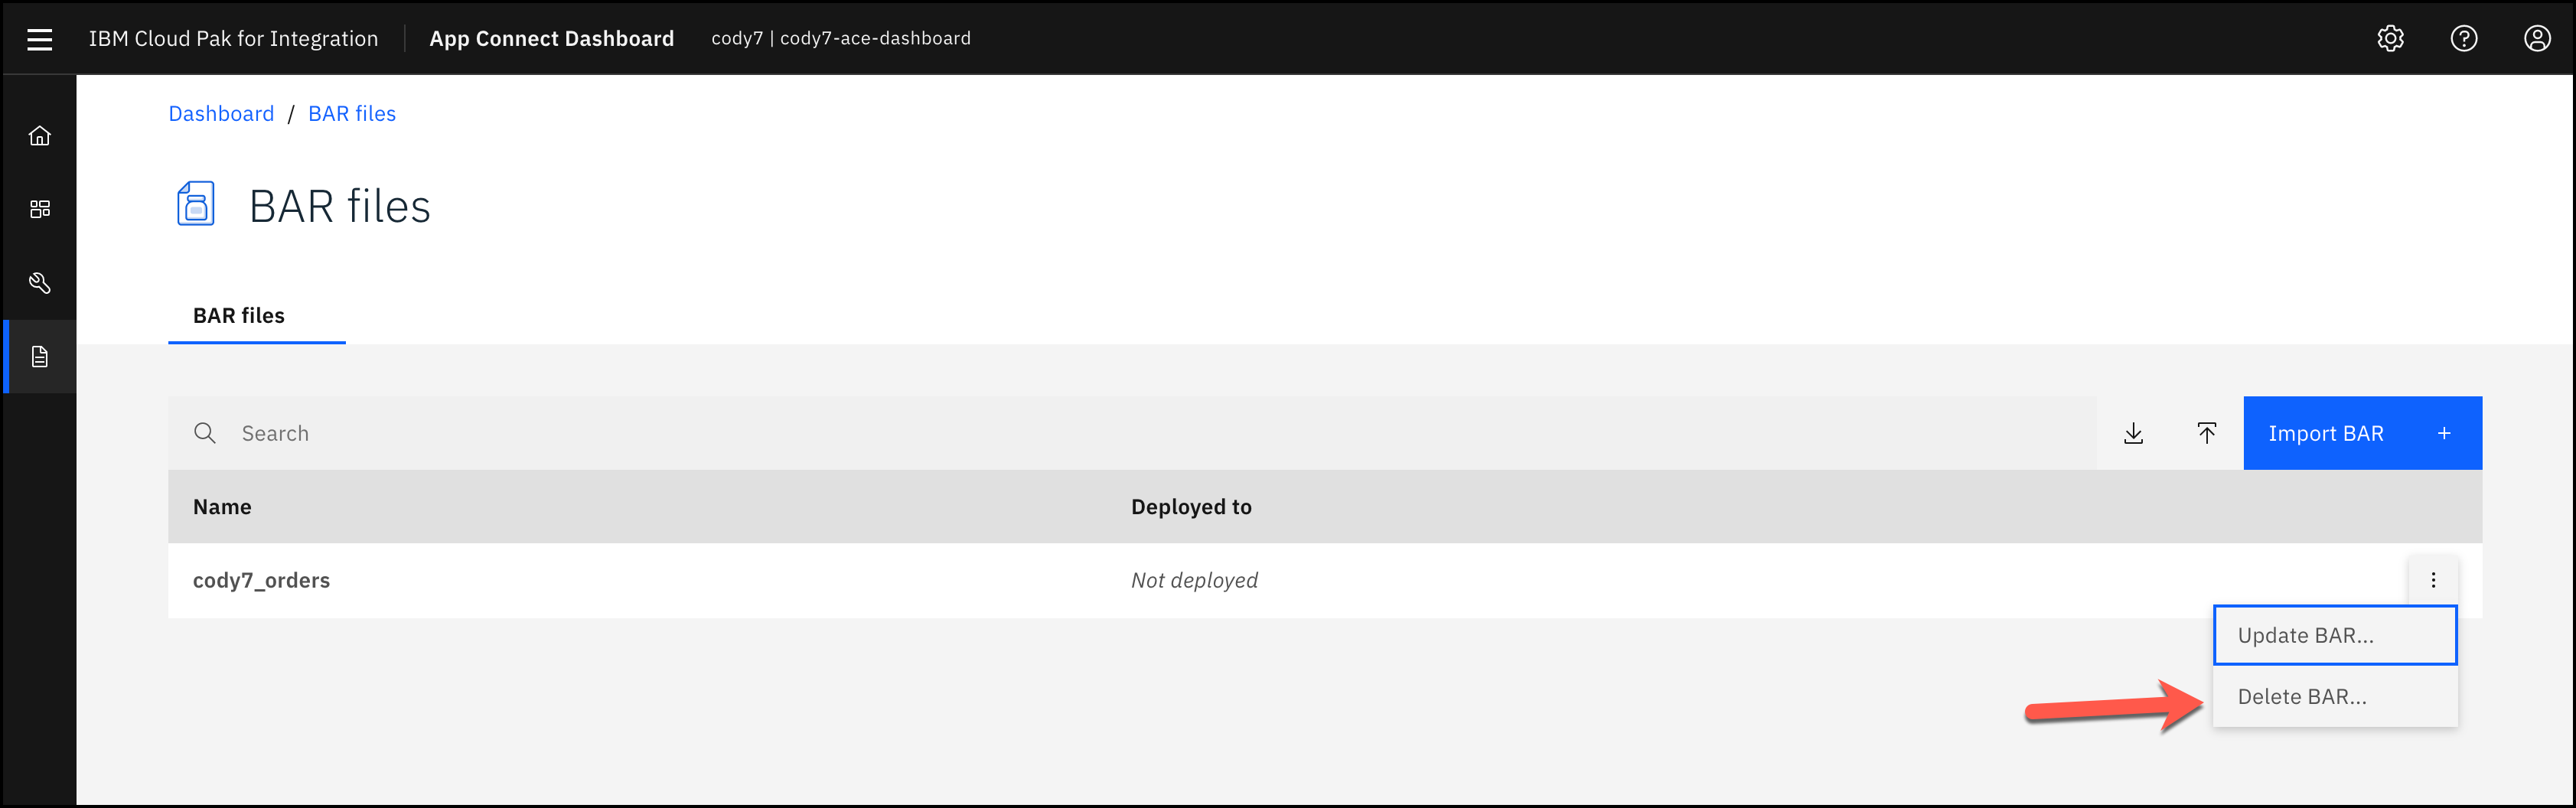 IBM Cloud Pak for Integration App Connect Dashboard cody7 | cody7-ace-dashboard
Dashboard / BAR files
BAR files
BAR files
Search Import BAR +
Name Deployed to
cody7_orders Not deployed
Update BAR...
Delete BAR...